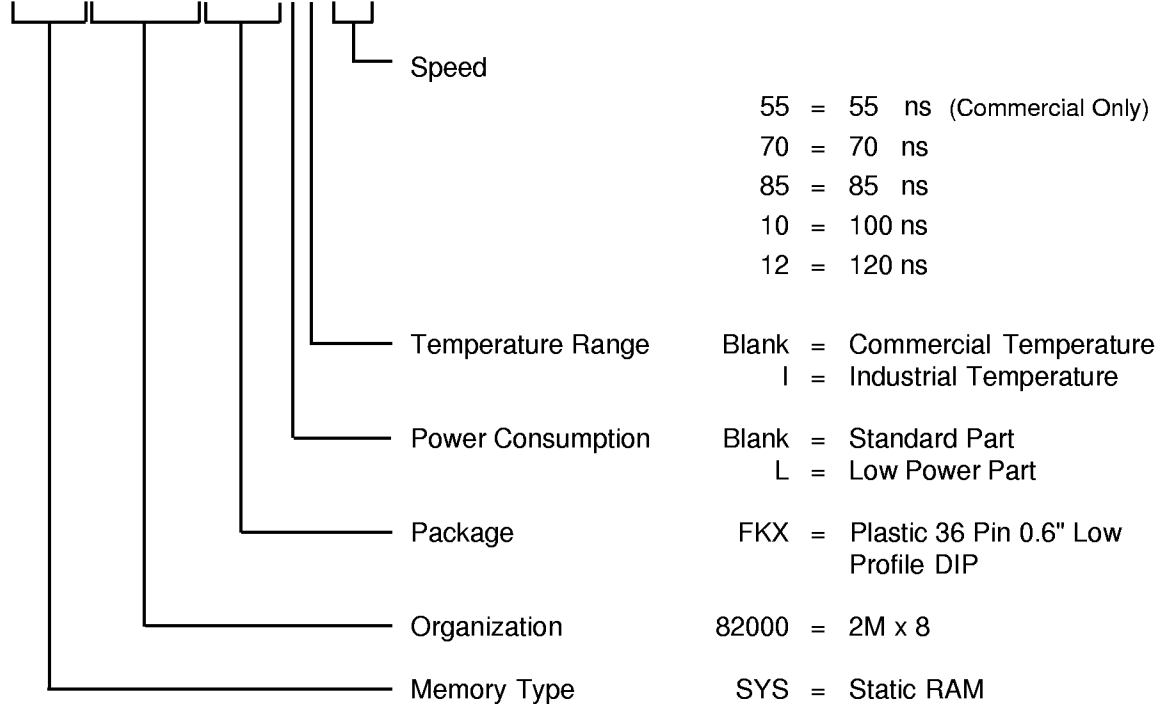 Speed
55 = 55 ns (Commercial Only)
70 = 70 ns
85 = 85 ns
10 = 100 ns
12 = 120 ns
Temperature Range Blank = Commercial Temperature
I = Industrial Temperature
Power Consumption Blank = Standard Part
L = Low Power Part
Package FKX = Plastic 36 Pin 0.6" Low
Profile DIP
Organization 82000 = 2M x 8
Memory Type SYS = Static RAM